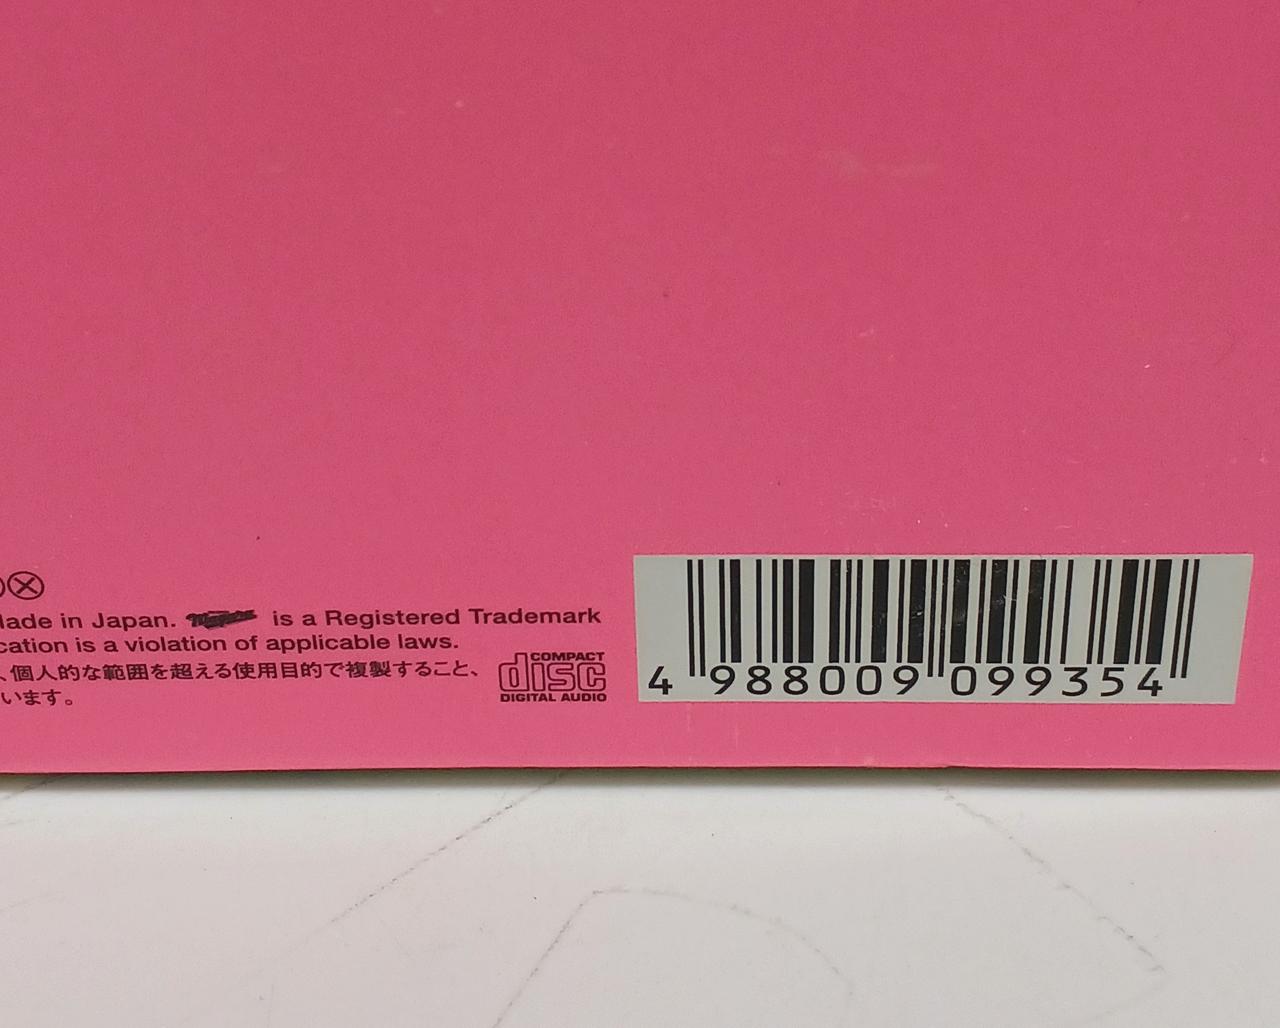 Made in Japan. is a Registered Trademark
cation is a violation of applicable laws.
、個人的な範囲を超える使用目的で複製すること、
います。
COMPACT
disc
DIGITAL AUDIO
4 988009 099354